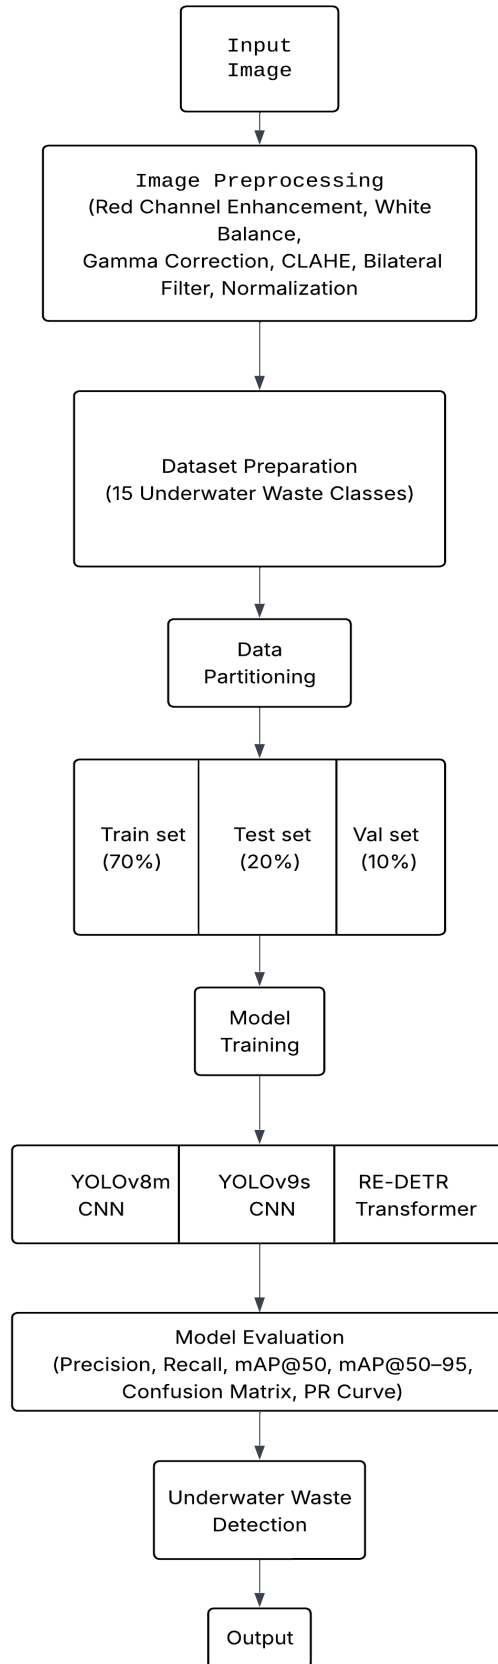 Input
Image
Image Preprocessing
(Red Channel Enhancement, White
Balance,
Gamma Correction, CLAHE, Bilateral
Filter, Normalization
Dataset Preparation
(15 Underwater Waste Classes)
Data
Partitioning
Train set
(70%)
Test set
(20%)
Val set
(10%)
Model
Training
YOLOv8m
CNN
YOLOv9s
CNN
RE-DETR
Transformer
Model Evaluation
(Precision, Recall, mAP@50, mAP@50–95,
Confusion Matrix, PR Curve)
Underwater Waste
Detection
Output